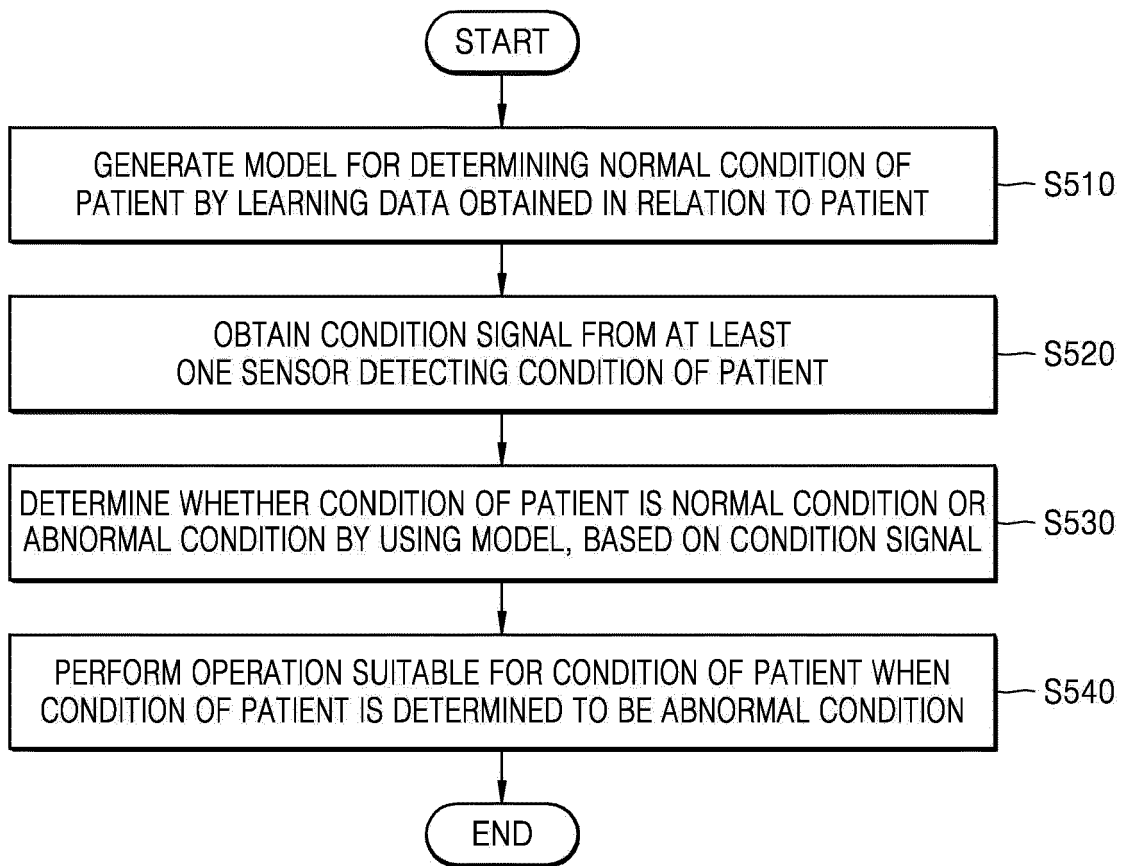 START
GENERATE MODEL FOR DETERMINING NORMAL CONDITION OF
PATIENT BY LEARNING DATA OBTAINED IN RELATION TO PATIENT
S510
OBTAIN CONDITION SIGNAL FROM AT LEAST
ONE SENSOR DETECTING CONDITION OF PATIENT
S520
DETERMINE WHETHER CONDITION OF PATIENT IS NORMAL CONDITION OR
ABNORMAL CONDITION BY USING MODEL, BASED ON CONDITION SIGNAL
S530
PERFORM OPERATION SUITABLE FOR CONDITION OF PATIENT WHEN
CONDITION OF PATIENT IS DETERMINED TO BE ABNORMAL CONDITION
S540
END